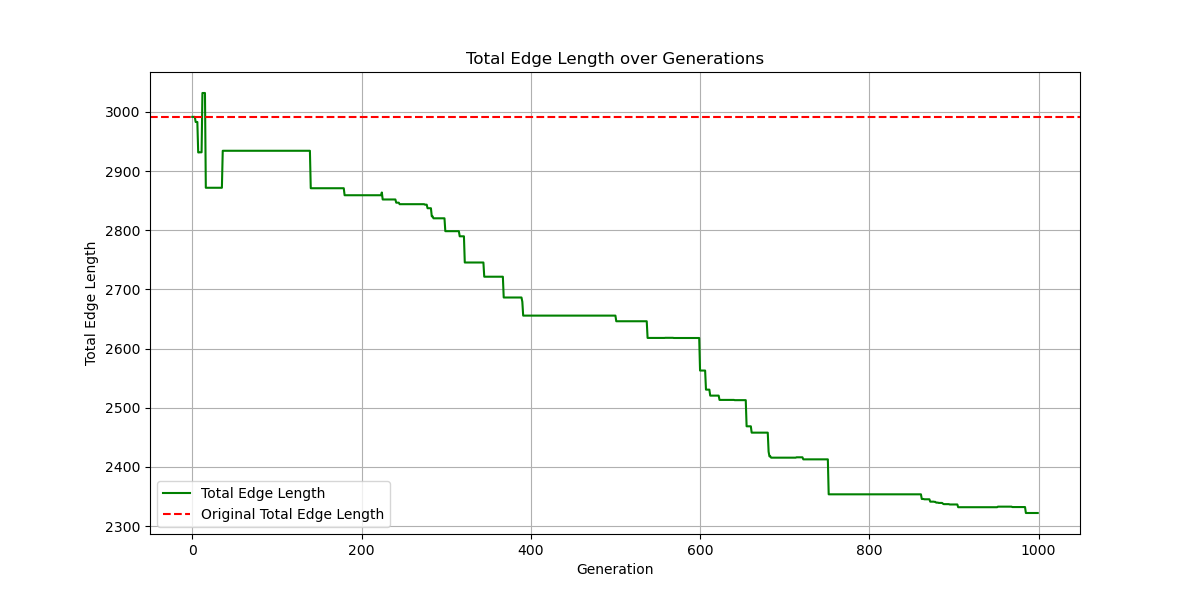 Total Edge Length over Generations
3000
2900
2800
2700
2600
2500
2400
2300
Total Edge Length
Total Edge Length
Original Total Edge Length
0 200 400 600 800 1000
Generation